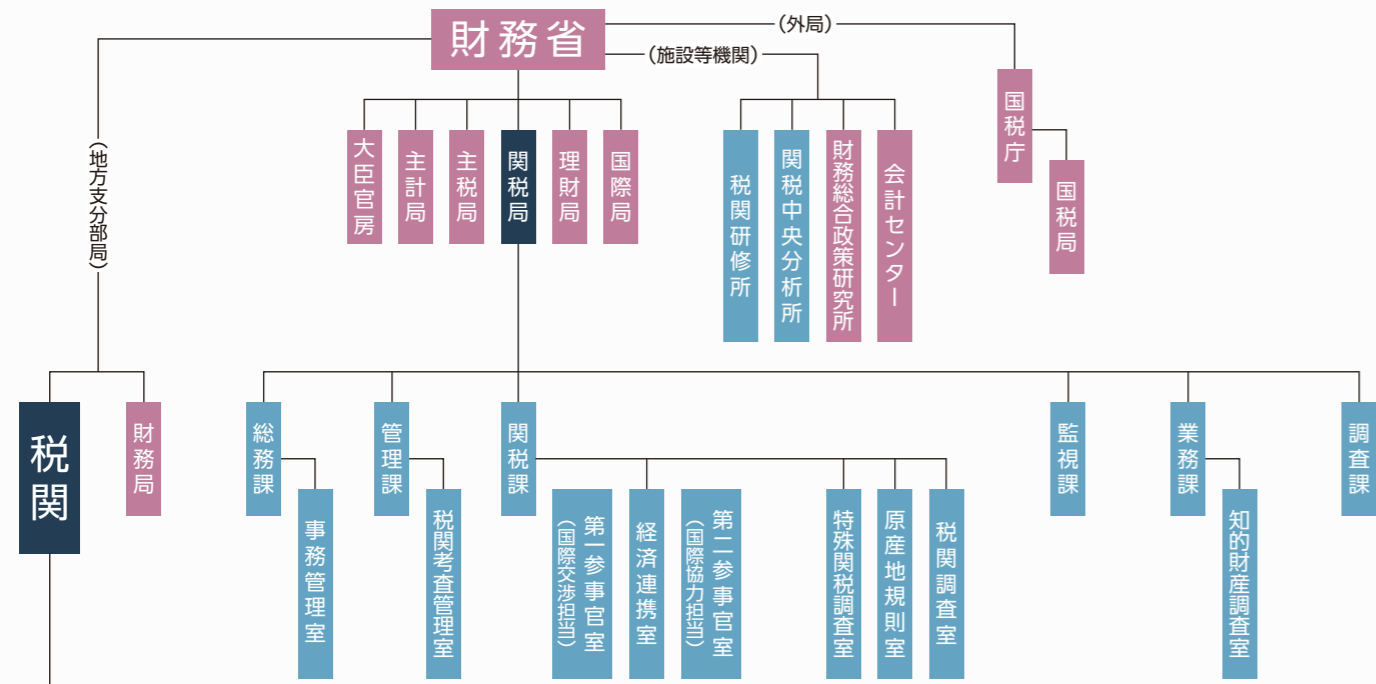 財務省
(外局)
(施設等機関)
(地方支分部局)
大臣官房
主計局
主税局
関税局
理財局
国際局
税関研修所
関税中央分析所
財務総合政策研究所
会計センター
国税庁
国税局
税関
財務局
総務課
管理課
関税課
監視課
業務課
調査課
事務管理室
税関考査管理室
第一参事官室
(国際交渉担当)
経済連携室
第二参事官室
(国際協力担当)
特殊関税調査室
原産地規則室
税関調査室
知的財産調査室